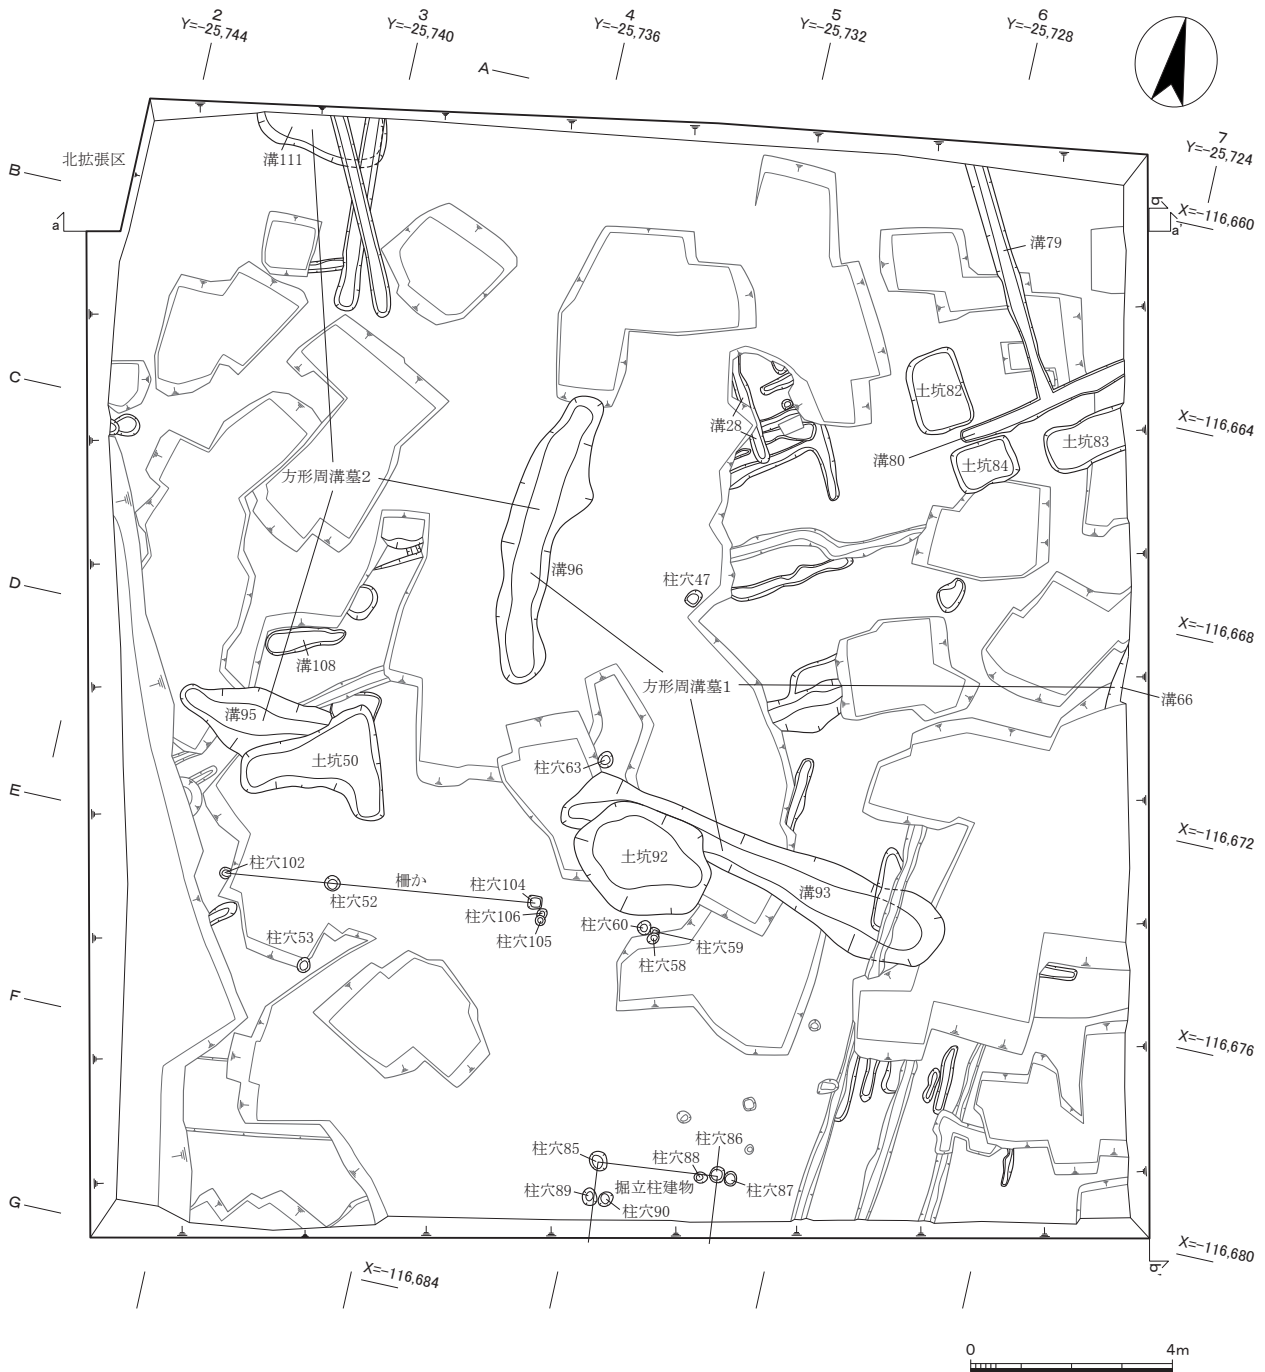 2
Y=-25,744
3
Y=-25,740
4
Y=-25,736
5
Y=-25,732
6
Y=-25,728
7
Y=-25,724
A
B
北拡張区
溝111
a
b
a'
X=-116,660
溝79
C
土坑82
溝28
溝80
土坑84
土坑83
X=-116,664
方形周溝墓2
D
溝96
柱穴47
X=-116,668
溝108
方形周溝墓1
溝66
溝95
土坑50
柱穴63
E
X=-116,672
土坑92
溝93
柱穴102
柵か
柱穴52
柱穴104
柱穴106
柱穴105
柱穴60
柱穴59
柱穴58
柱穴53
F
X=-116,676
柱穴85
柱穴86
柱穴88
柱穴87
柱穴89
掘立柱建物
柱穴90
G
X=-116,680
b'
X=-116,684
0
4m